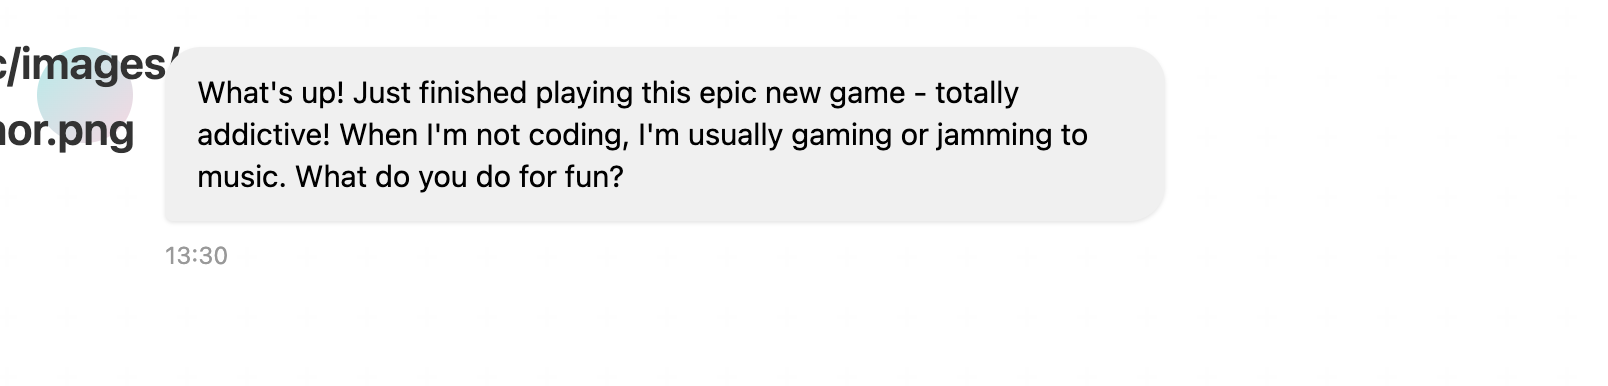 c/images/
nor.png
What's up! Just finished playing this epic new game - totally
addictive! When I'm not coding, I'm usually gaming or jamming to
music. What do you do for fun?
13:30